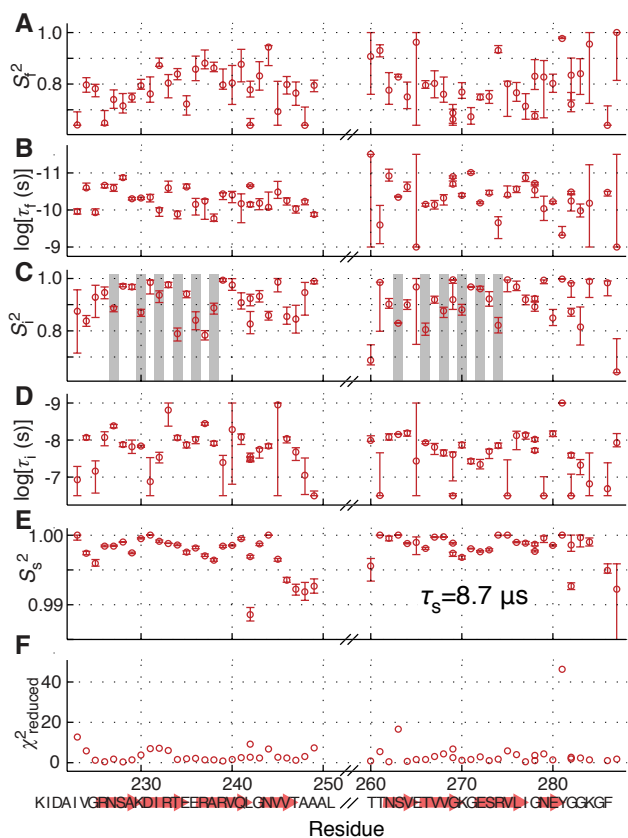 A
S_f^2
1.0
0.8
B
log[τ_f (s)]
-11
-10
-9
C
S_i^2
1.0
0.8
D
log[τ_i (s)]
-9
-8
-7
E
S_s^2
1.00
0.99
τ_s=8.7 μs
F
χ^2_reduced
40
20
0
230 240 250 260 270 280
KIDAIVGRNSAKDIRTEERARVQLGNVVTAAAL // TTNSVETVVGKGESRVLIGNEYGGKGF
Residue